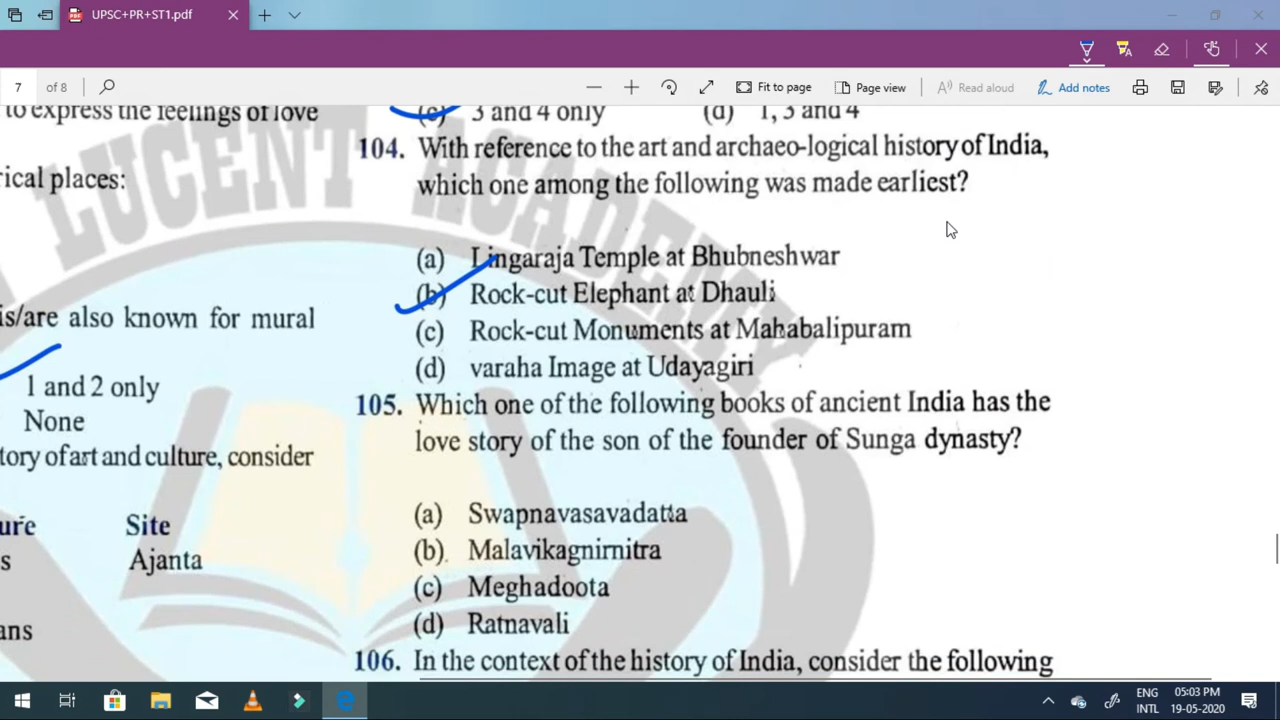 UPSC+PR+ST1.pdf
7 of 8
Fit to page
Page view
Read aloud
Add notes
to express the feelings of love
rical places:
is/are also known for mural
1 and 2 only
None
tory of art and culture, consider
ure Site
s Ajanta
ans
(c) 3 and 4 only (d) 1, 3 and 4
104. With reference to the art and archaeo-logical history of India,
which one among the following was made earliest?
(a) Lingaraja Temple at Bhubneshwar
(b) Rock-cut Elephant at Dhauli
(c) Rock-cut Monuments at Mahabalipuram
(d) varaha Image at Udayagiri
105. Which one of the following books of ancient India has the
love story of the son of the founder of Sunga dynasty?
(a) Swapnavasavadatta
(b) Malavikagnirnitra
(c) Meghadoota
(d) Ratnavali
106. In the context of the history of India, consider the following
LUCENT ACADEMY
ENG
INTL
05:03 PM
19-05-2020